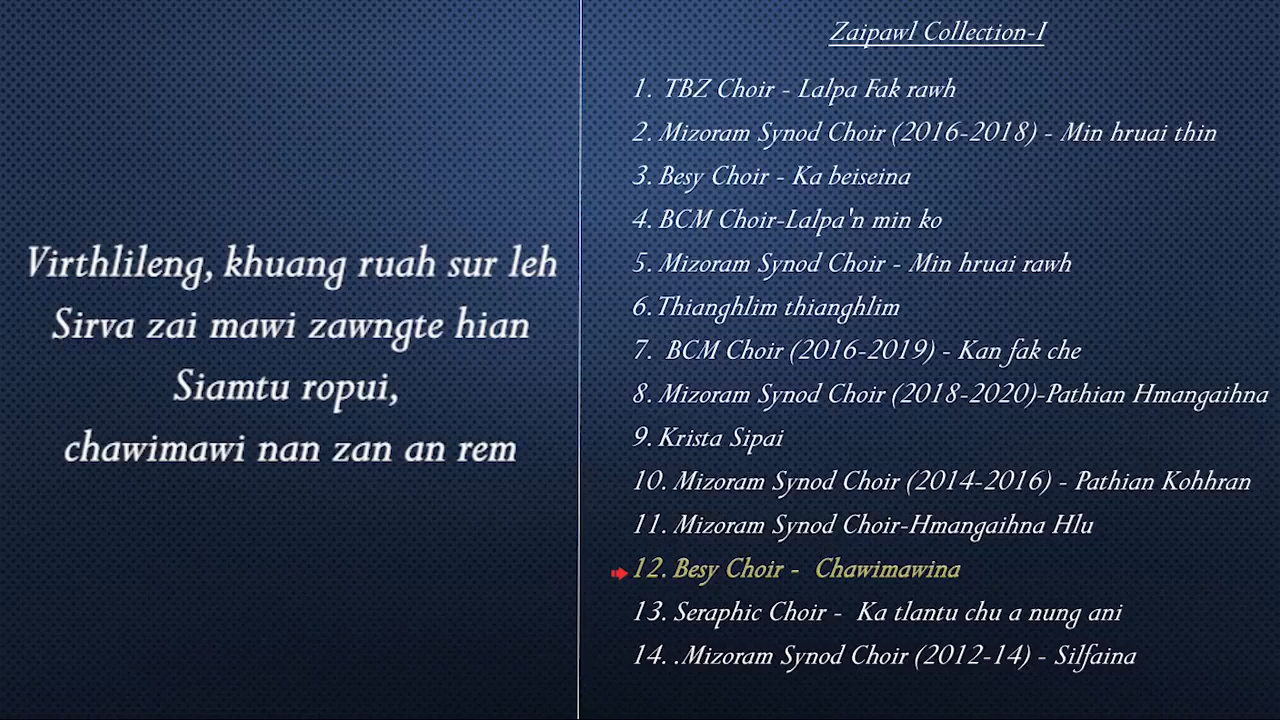 Virthlileng, khuang ruah sur leh
Sirva zai mawi zawngte hian
Siamtu ropui,
chawimawi nan zan an rem
Zaipawl Collection-I
1. TBZ Choir - Lalpa Fak rawh
2. Mizoram Synod Choir (2016-2018) - Min hruai thin
3. Besy Choir - Ka beiseina
4. BCM Choir-Lalpa'n min ko
5. Mizoram Synod Choir - Min hruai rawh
6. Thianghlim thianghlim
7. BCM Choir (2016-2019) - Kan fak che
8. Mizoram Synod Choir (2018-2020)-Pathian Hmangaihna
9. Krista Sipai
10. Mizoram Synod Choir (2014-2016) - Pathian Kohhran
11. Mizoram Synod Choir-Hmangaihna Hlu
12. Besy Choir - Chawimawina
13. Seraphic Choir - Ka tlantu chu a nung ani
14. .Mizoram Synod Choir (2012-14) - Silfaina